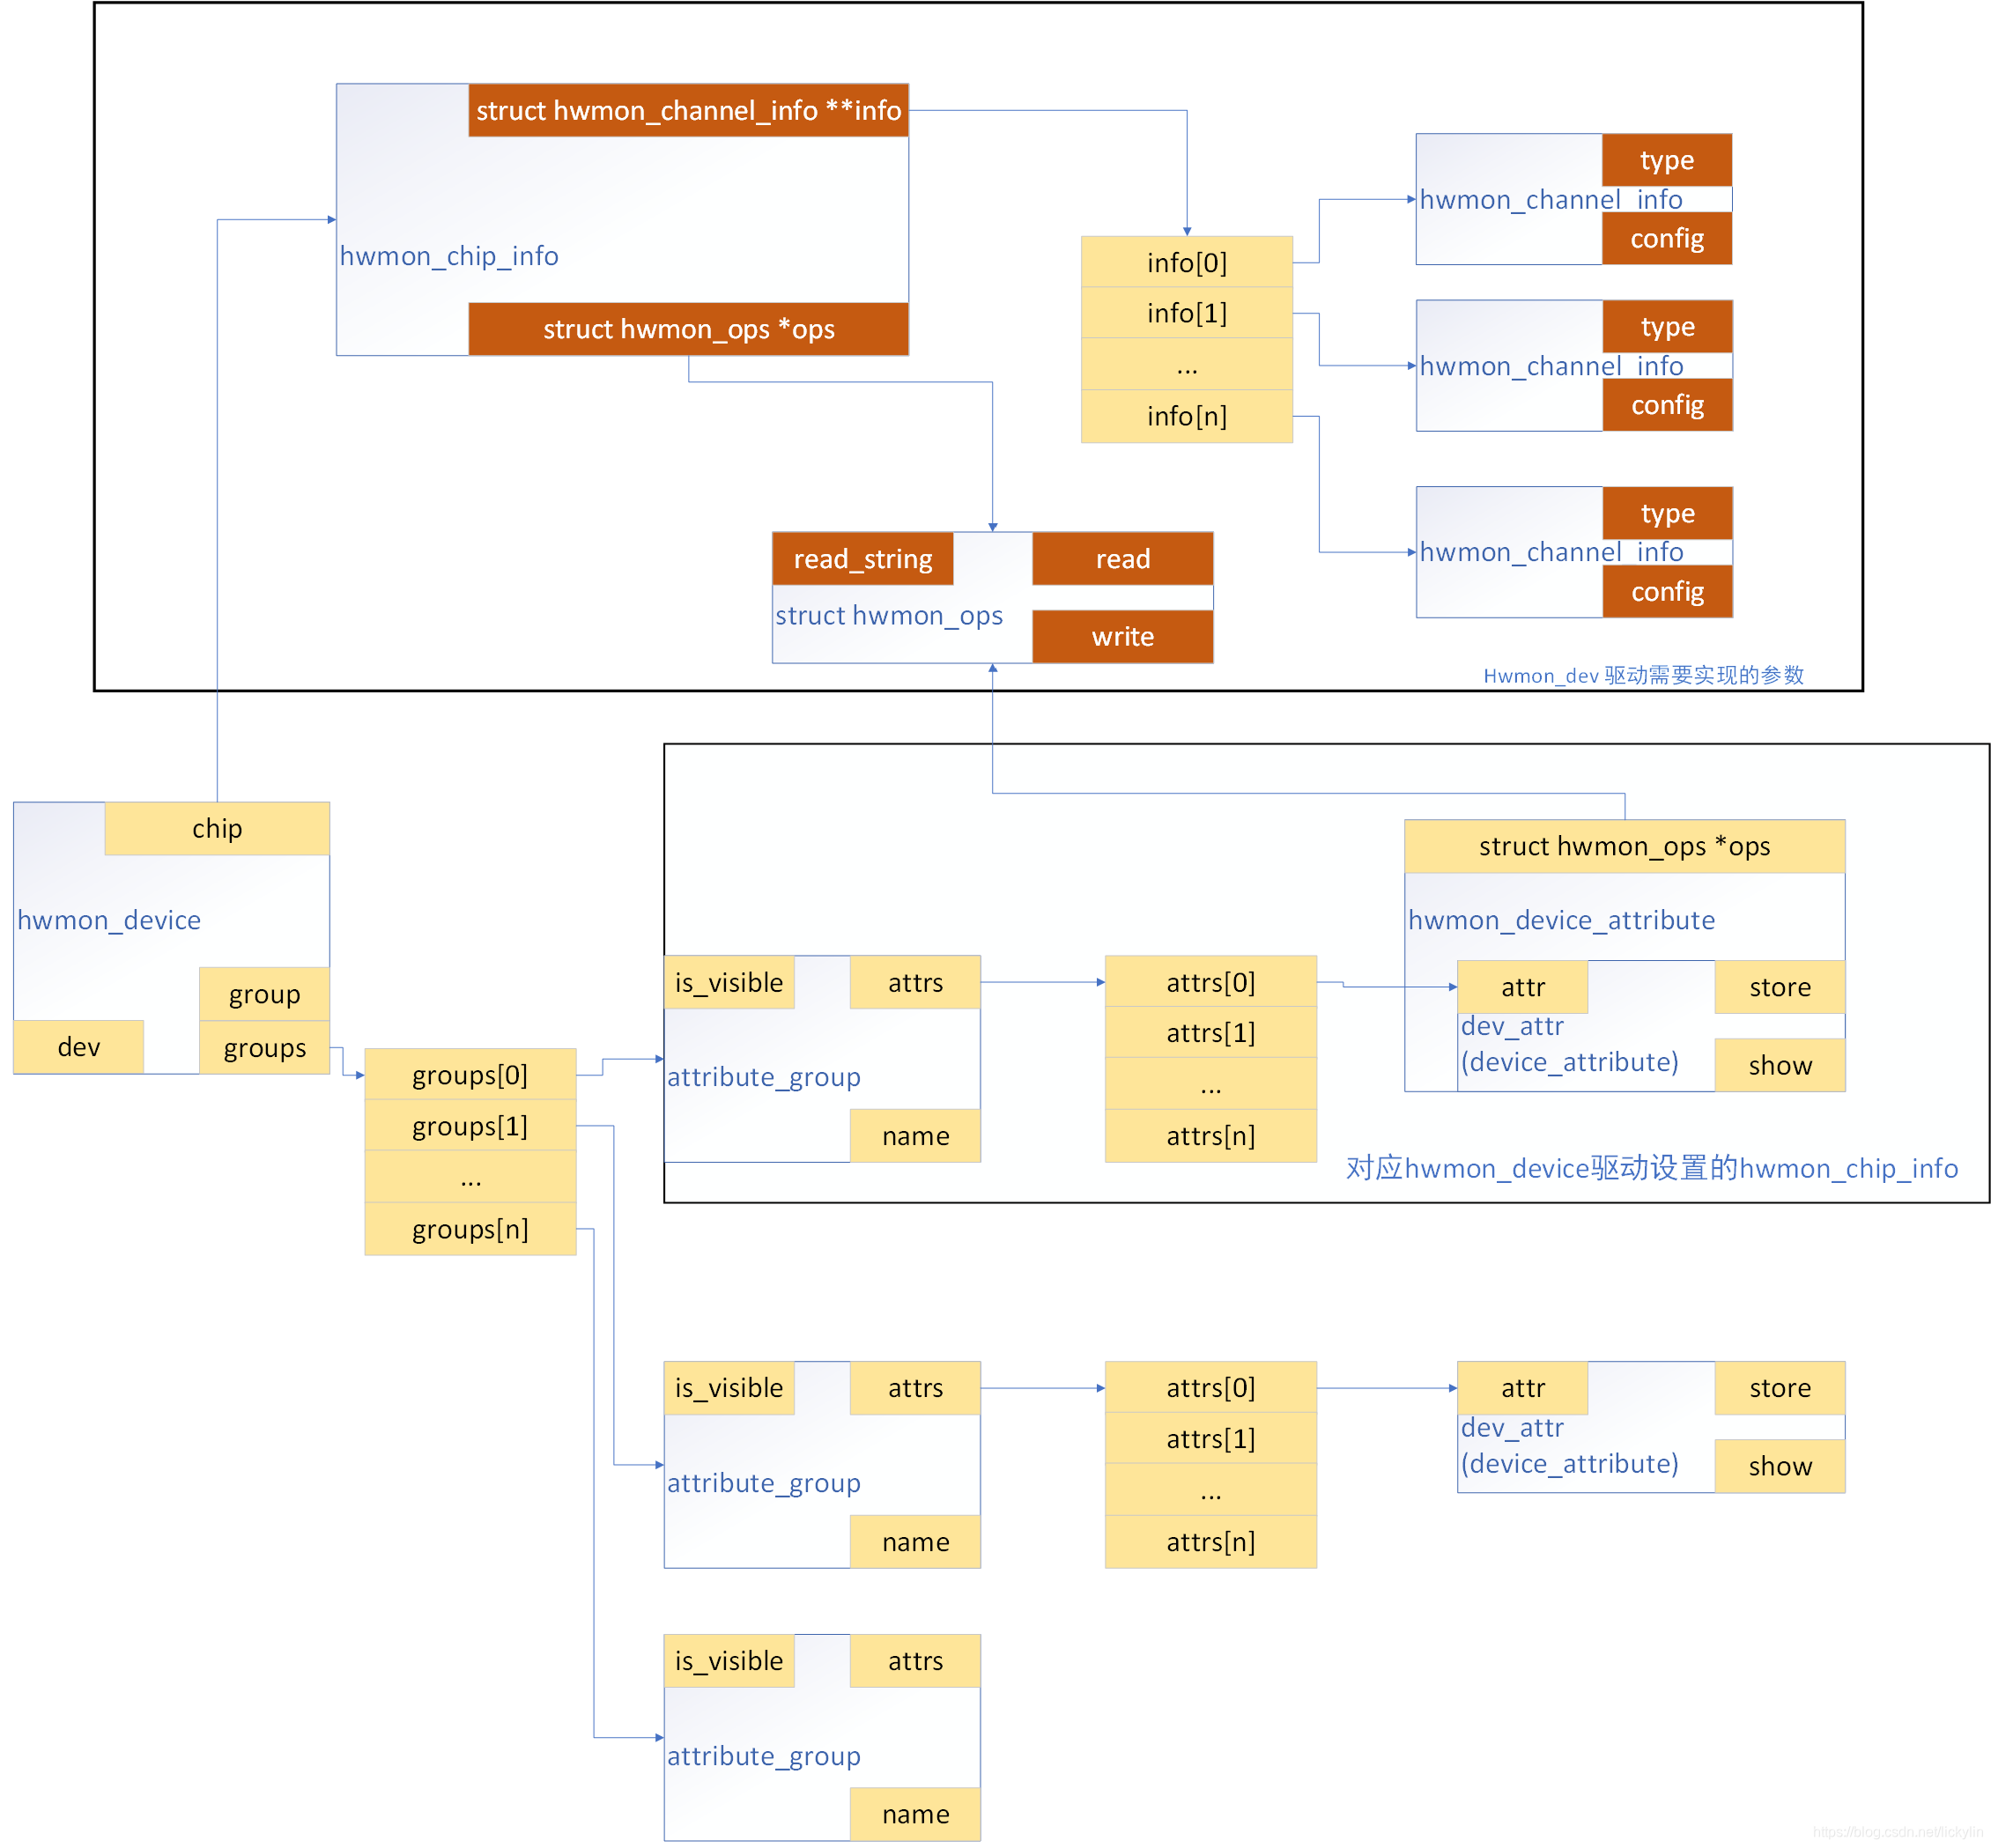 struct hwmon_channel_info **info
hwmon_chip_info
struct hwmon_ops *ops
info[0]
info[1]
...
info[n]
type
hwmon_channel_info
config
type
hwmon_channel_info
config
type
hwmon_channel_info
config
read_string
read
struct hwmon_ops
write
Hwmon_dev 驱动需要实现的参数
chip
hwmon_device
group
dev
groups
groups[0]
groups[1]
...
groups[n]
is_visible
attrs
attribute_group
name
attrs[0]
attrs[1]
...
attrs[n]
struct hwmon_ops *ops
hwmon_device_attribute
attr
store
dev_attr
(device_attribute)
show
对应hwmon_device驱动设置的hwmon_chip_info
is_visible
attrs
attribute_group
name
attrs[0]
attrs[1]
...
attrs[n]
attr
store
dev_attr
(device_attribute)
show
is_visible
attrs
attribute_group
name
https://blog.csdn.net/lickylin